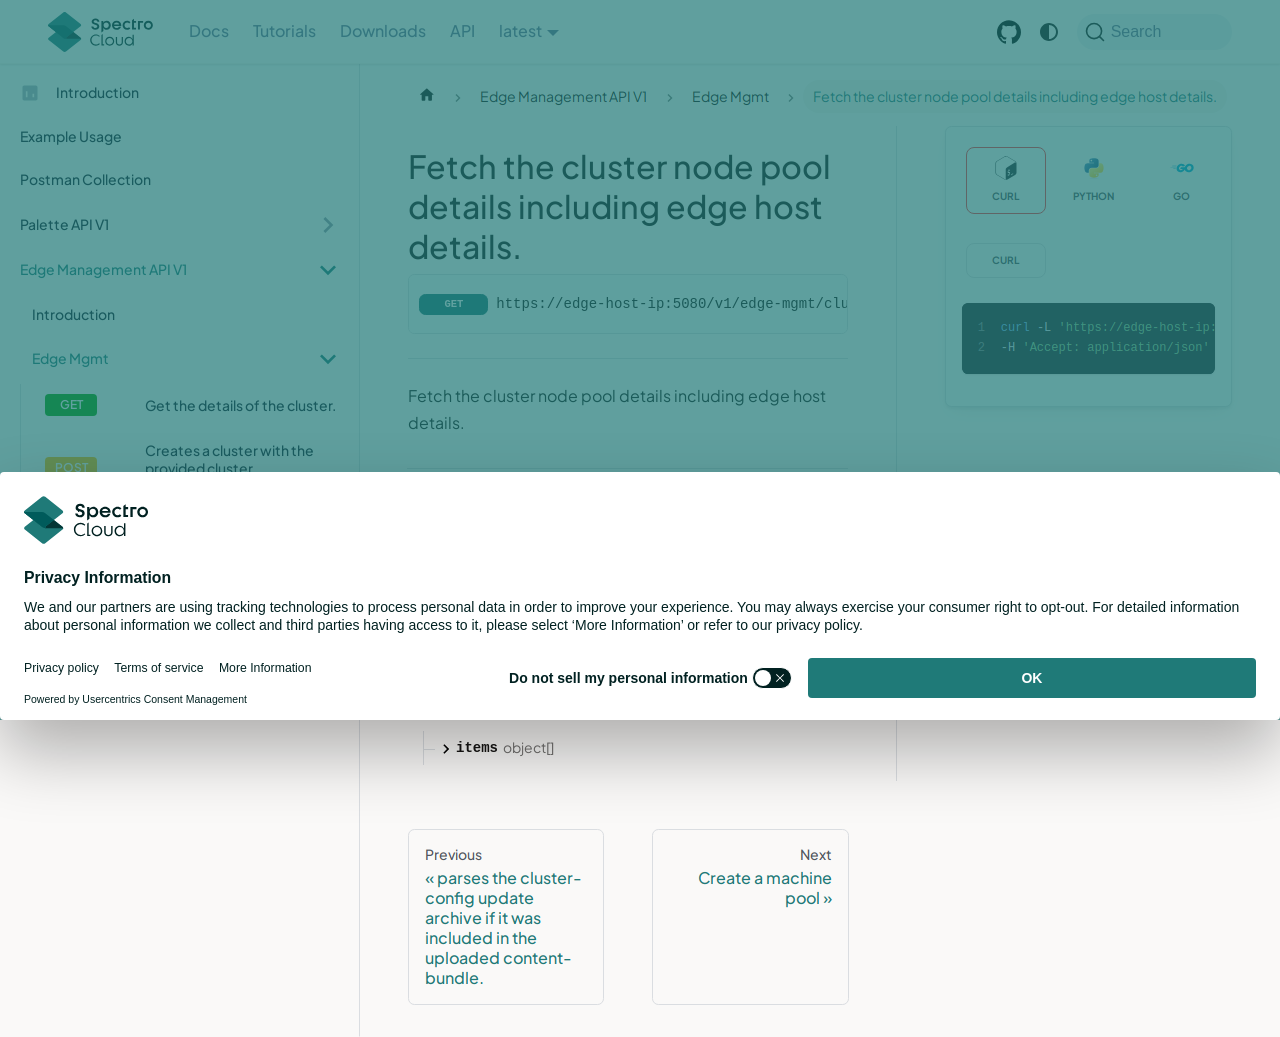 Spectro
Cloud
Docs
Tutorials
Downloads
API
latest
Search
Introduction
Example Usage
Postman Collection
Palette API V1
Edge Management API V1
Introduction
Edge Mgmt
GET
Get the details of the cluster.
POST
Creates a cluster with the
provided cluster
Edge Management API V1
Edge Mgmt
Fetch the cluster node pool details including edge host details.
Fetch the cluster node pool
details including edge host
details.
GET
https://edge-host-ip:5080/v1/edge-mgmt/clu
Fetch the cluster node pool details including edge host
details.
CURL
PYTHON
GO
CURL
1 curl -L 'https://edge-host-ip:
2 -H 'Accept: application/json'
Spectro
Cloud
Privacy Information
We and our partners are using tracking technologies to process personal data in order to improve your experience. You may always exercise your consumer right to opt-out. For detailed information
about personal information we collect and third parties having access to it, please select ‘More Information’ or refer to our privacy policy.
Privacy policy
Terms of service
More Information
Powered by Usercentrics Consent Management
Do not sell my personal information
OK
items object[]
Previous
« parses the cluster-
config update
archive if it was
included in the
uploaded content-
bundle.
Next
Create a machine
pool »